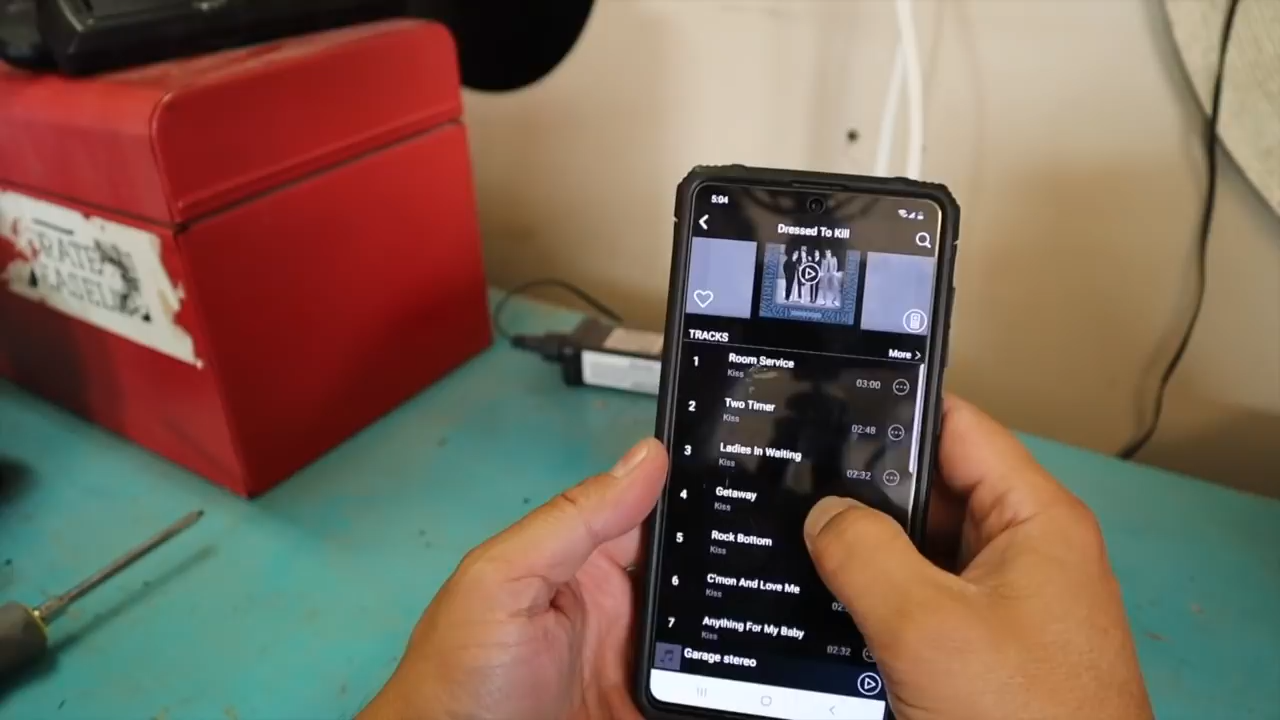 5:04
Dressed To Kill
TRACKS
More
1
Room Service
Kiss
03:00
2
Two Timer
Kiss
02:48
3
Ladies In Waiting
Kiss
02:32
4
Getaway
Kiss
5
Rock Bottom
Kiss
6
C'mon And Love Me
Kiss
02:
7
Anything For My Baby
Kiss
02:32
Garage stereo